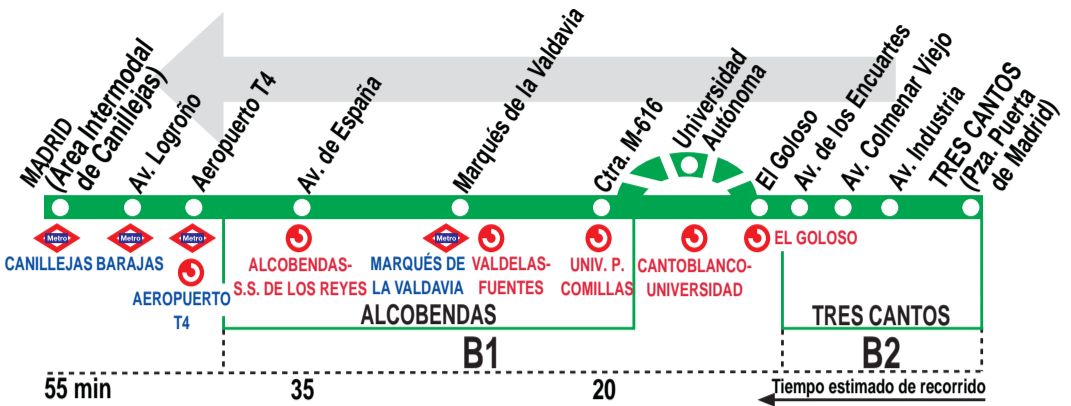 MADRID
(Área Intermodal
de Canillejas)
Av. Logroño
Aeropuerto T4
Av. de España
Marqués de la Valdavia
Ctra. M-616
Universidad
Autónoma
El Goloso
Av. de los Encuartes
Av. Colmenar Viejo
Av. Industria
TRES CANTOS
(Pza. Puerta
de Madrid)
Metro
Metro
Metro
Metro
CANILLEJAS
BARAJAS
AEROPUERTO
T4
ALCOBENDAS-
S.S. DE LOS REYES
MARQUÉS DE
LA VALDAVIA
VALDELAS-
FUENTES
UNIV. P.
COMILLAS
CANTOBLANCO-
UNIVERSIDAD
EL GOLOSO
ALCOBENDAS
TRES CANTOS
B1
B2
55 min
35
20
Tiempo estimado de recorrido